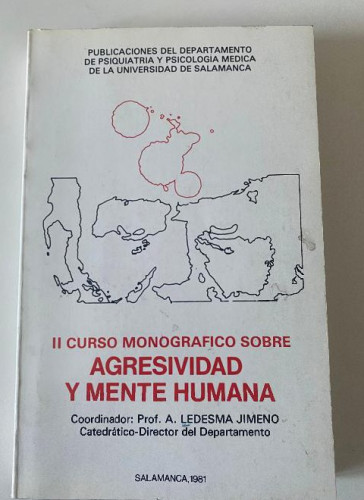 PUBLICACIONES DEL DEPARTAMENTO
DE PSIQUIATRIA Y PSICOLOGIA MEDICA
DE LA UNIVERSIDAD DE SALAMANCA
II CURSO MONOGRAFICO SOBRE
AGRESIVIDAD
Y MENTE HUMANA
Coordinador: Prof. A. LEDESMA JIMENO
Catedrático-Director del Departamento
SALAMANCA,1981